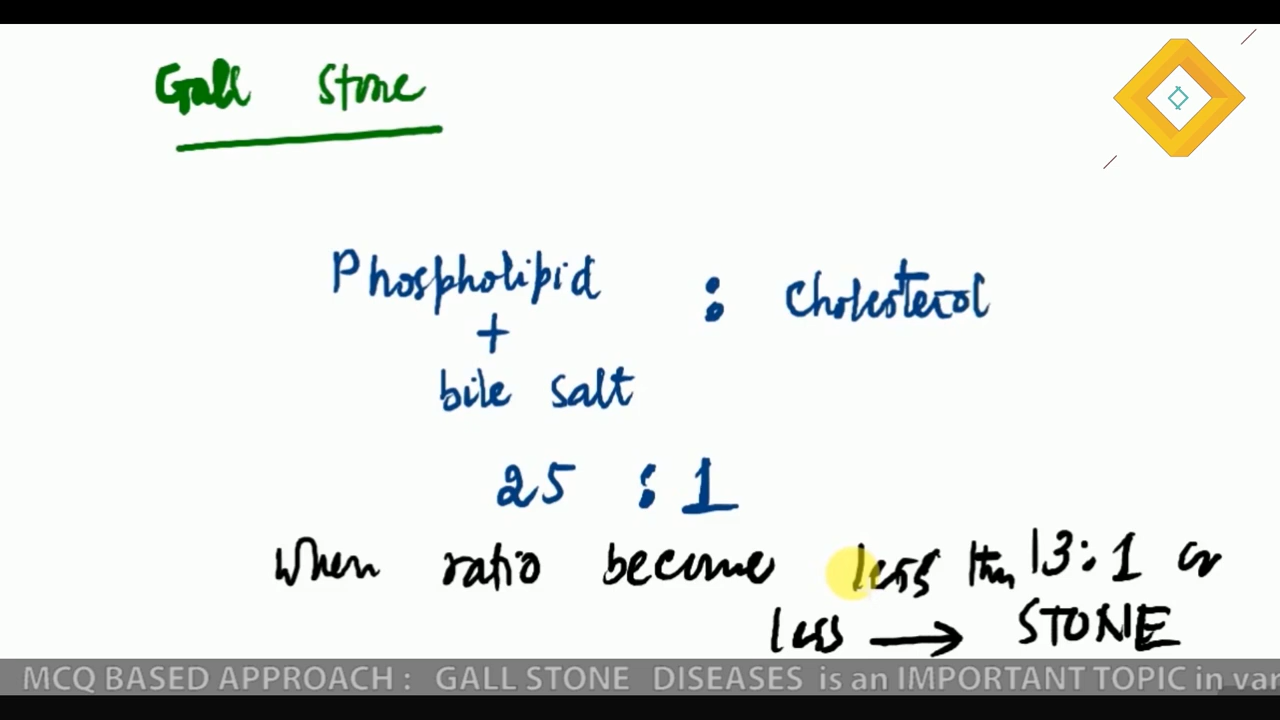 Gall Stone
Phospholipid : Cholesterol
+
bile salt
25 : 1
When ratio become less thn 13:1 or
less → STONE
MCQ BASED APPROACH : GALL STONE DISEASES is an IMPORTANT TOPIC in var